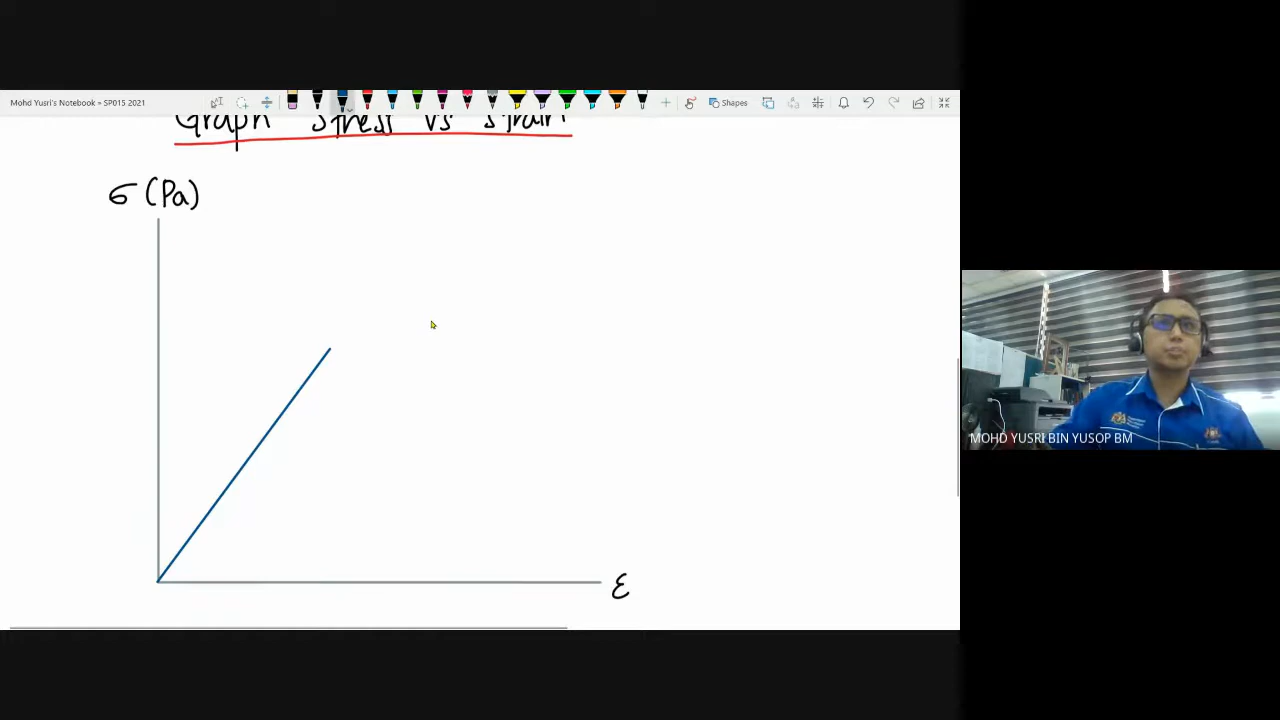 Mohd Yusri's Notebook » SP015 2021
Shapes
Graph Stress vs Strain
σ (Pa)
ε
MOHD YUSRI BIN YUSOP BM